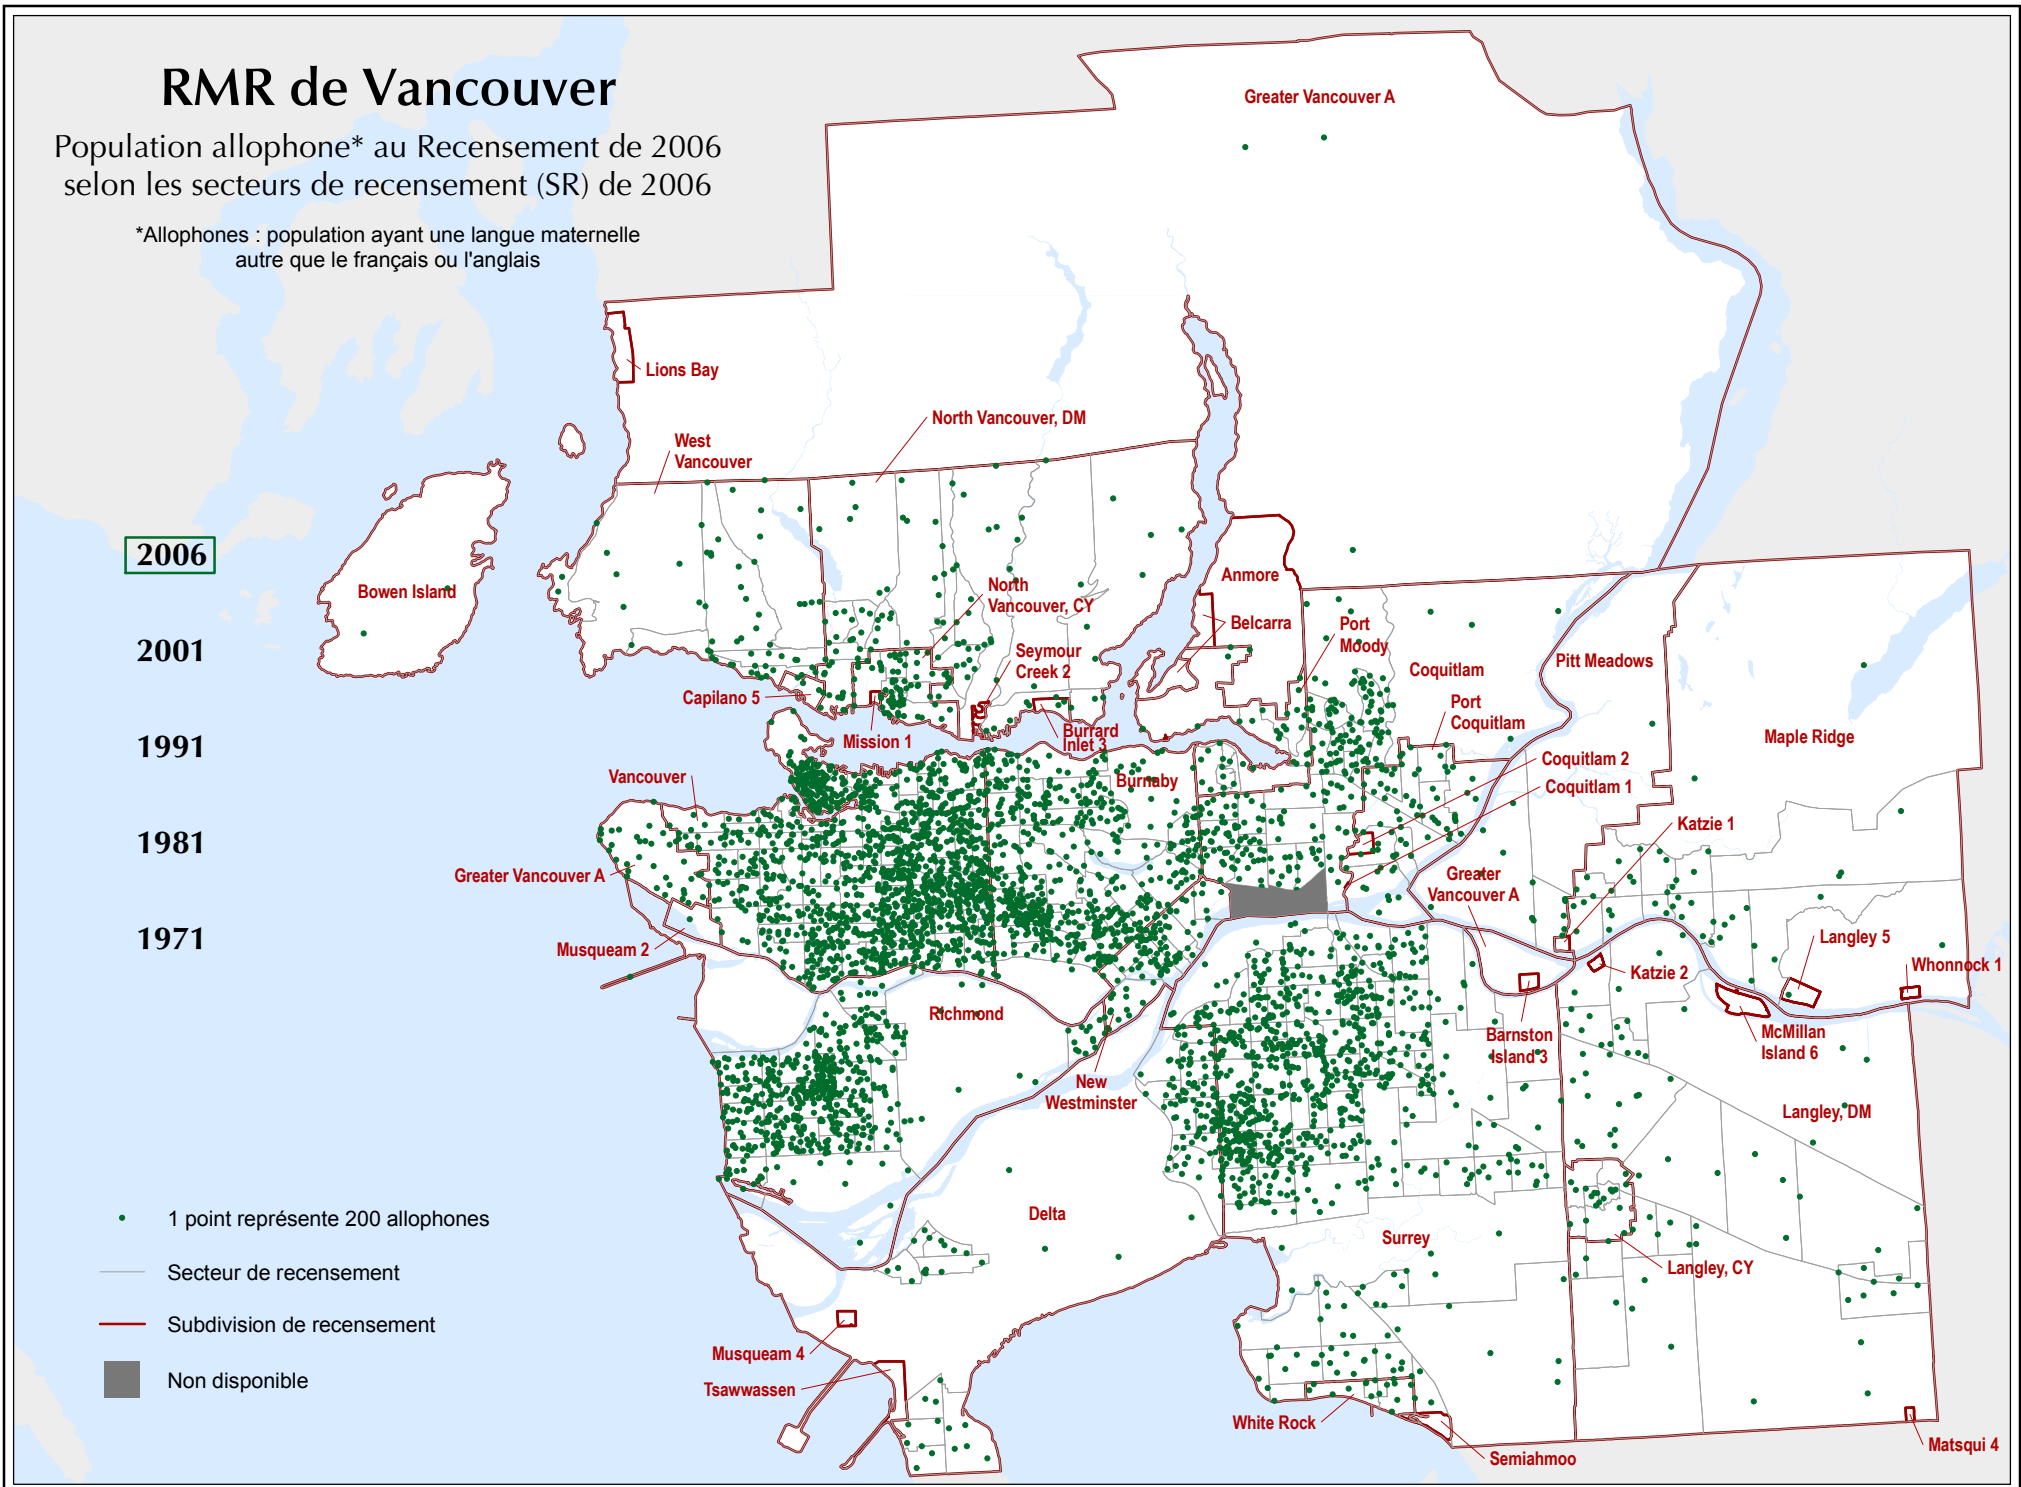 RMR de Vancouver
Population allophone* au Recensement de 2006
selon les secteurs de recensement (SR) de 2006
*Allophones : population ayant une langue maternelle
autre que le français ou l'anglais
Greater Vancouver A
Lions Bay
North Vancouver, DM
West
Vancouver
2006
Bowen Island
Anmore
North
Vancouver, CY
Belcarra
Port
Moody
2001
Seymour
Creek 2
Coquitlam
Pitt Meadows
Capilano 5
Port
Coquitlam
1991
Mission 1
Burrard
Inlet 3
Maple Ridge
Vancouver
Burnaby
Coquitlam 2
Coquitlam 1
1981
Katzie 1
Greater Vancouver A
Greater
Vancouver A
1971
Musqueam 2
Langley 5
Katzie 2
Whonnock 1
Richmond
Barnston
Island 3
McMillan
Island 6
New
Westminster
Langley, DM
1 point représente 200 allophones
Delta
Surrey
Secteur de recensement
Langley, CY
Subdivision de recensement
Musqueam 4
Non disponible
Tsawwassen
White Rock
Semiahmoo
Matsqui 4